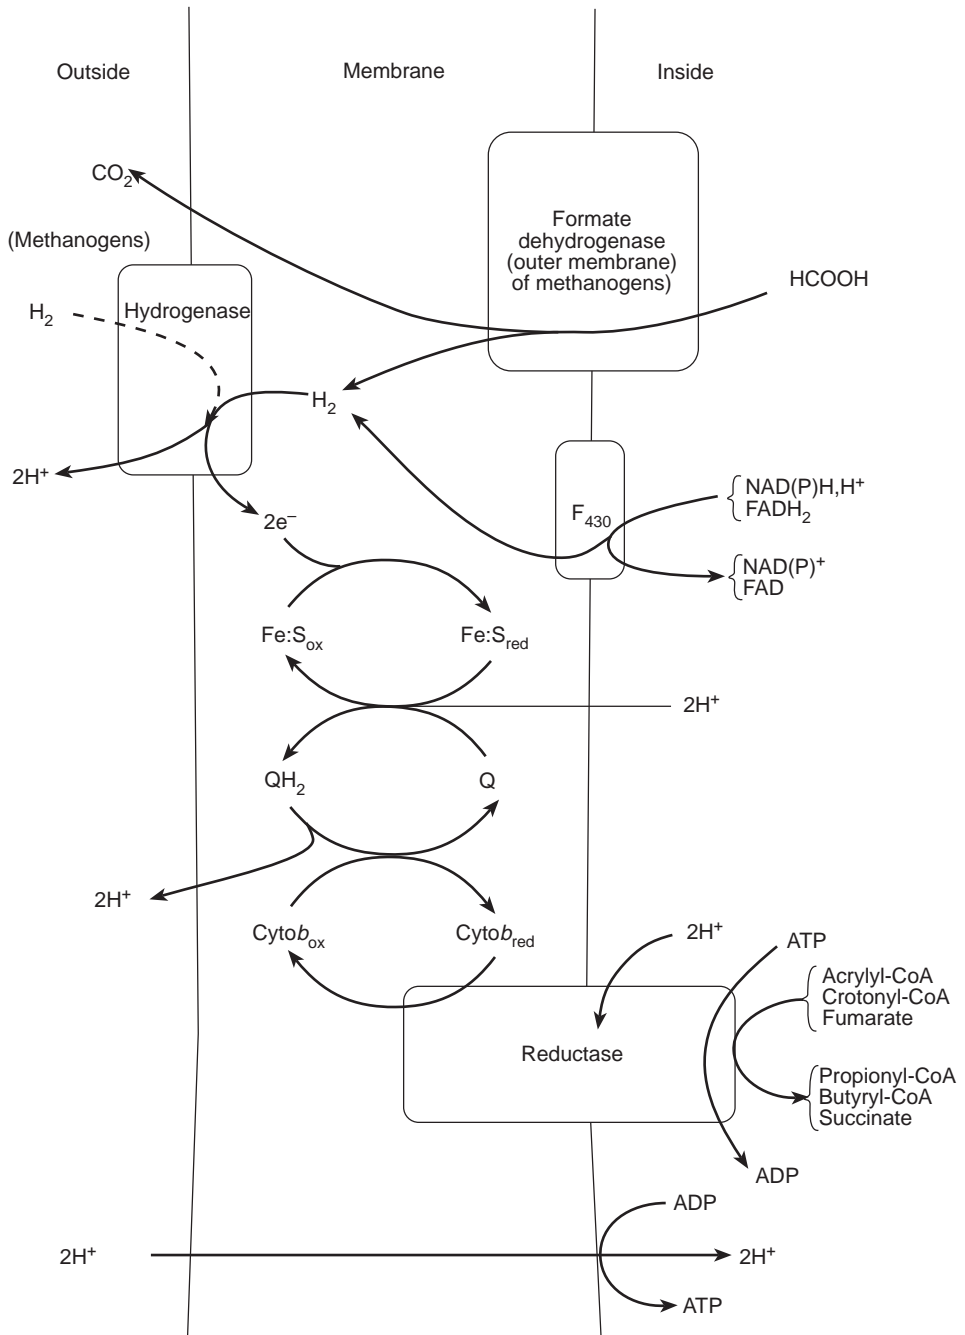 Outside
Membrane
Inside
CO₂
(Methanogens)
Formate
dehydrogenase
(outer membrane)
of methanogens)
HCOOH
H₂
Hydrogenase
H₂
2H⁺
2e⁻
F₄₃₀
NAD(P)H,H⁺
FADH₂
NAD(P)⁺
FAD
Fe:Sox
Fe:Sred
2H⁺
QH₂
Q
2H⁺
Cytobox
Cytobred
2H⁺
ATP
Acrylyl-CoA
Crotonyl-CoA
Fumarate
Reductase
Propionyl-CoA
Butyryl-CoA
Succinate
ADP
ADP
2H⁺
2H⁺
ATP